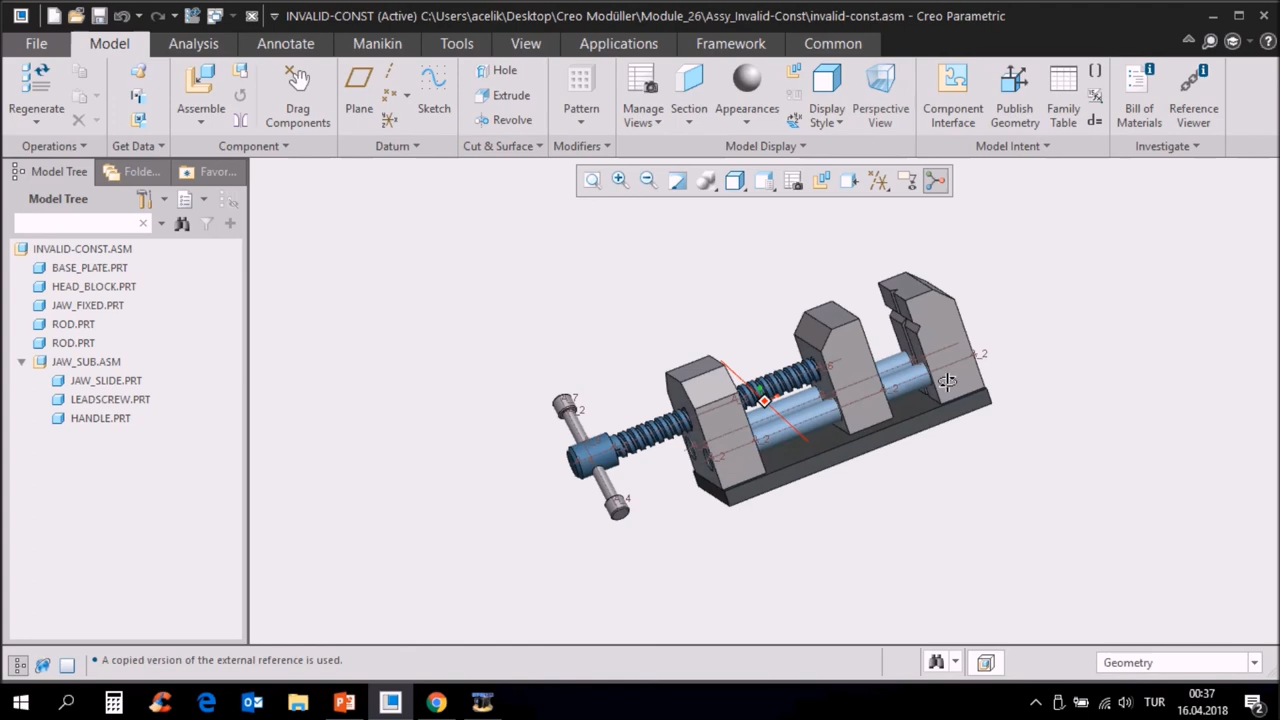 INVALID-CONST (Active) C:\Users\acelik\Desktop\Creo Modüller\Module_26\Assy_Invalid-Const\invalid-const.asm - Creo Parametric
File Model Analysis Annotate Manikin Tools View Applications Framework Common
Regenerate
Assemble
Drag Components
Plane
Sketch
Hole
Extrude
Revolve
Pattern
Manage Views
Section
Appearances
Display Style
Perspective View
Component Interface
Publish Geometry
Family Table
Bill of Materials
Reference Viewer
Operations Get Data Component Datum Cut & Surface Modifiers Model Display Model Intent Investigate
Model Tree Folde... Favor...
Model Tree
INVALID-CONST.ASM
BASE_PLATE.PRT
HEAD_BLOCK.PRT
JAW_FIXED.PRT
ROD.PRT
ROD.PRT
JAW_SUB.ASM
JAW_SLIDE.PRT
LEADSCREW.PRT
HANDLE.PRT
• A copied version of the external reference is used.
Geometry
TUR
00:37
16.04.2018
2